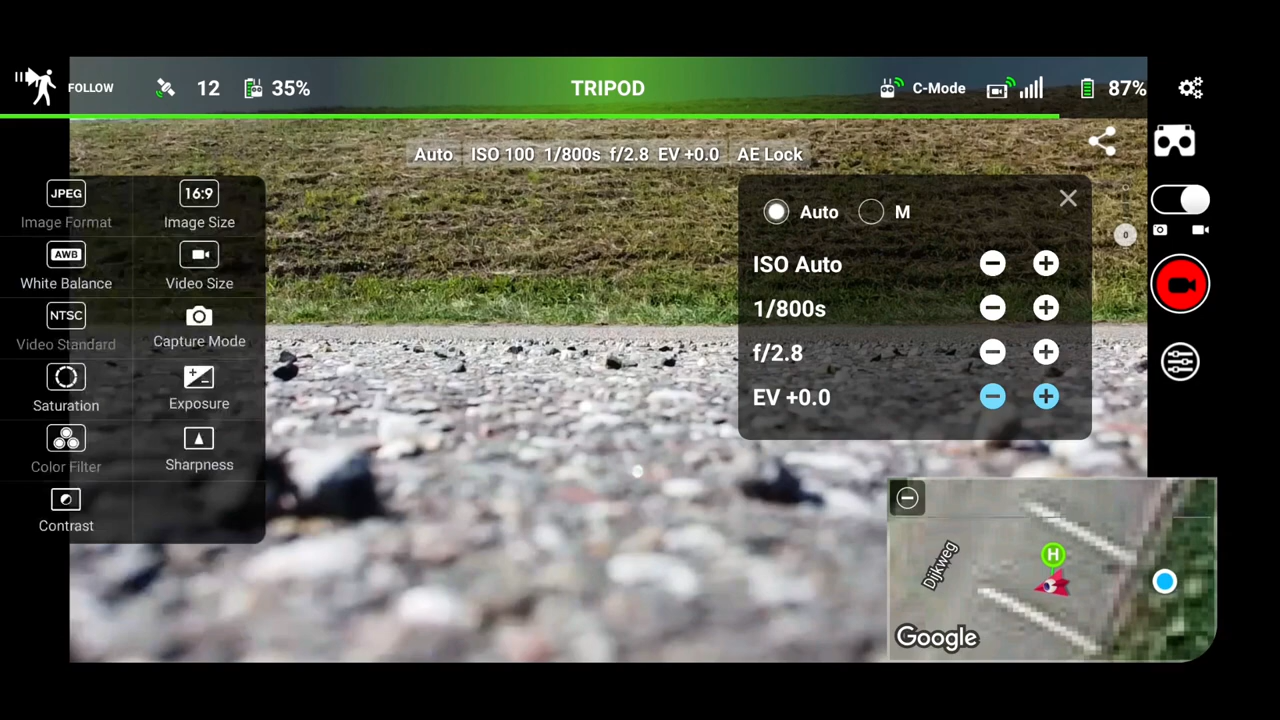 FOLLOW
12
35%
TRIPOD
C-Mode
87%
Auto ISO 100 1/800s f/2.8 EV +0.0 AE Lock
JPEG
Image Format
16:9
Image Size
AWB
White Balance
Video Size
NTSC
Video Standard
Capture Mode
Saturation
Exposure
Color Filter
Sharpness
Contrast
Auto M
ISO Auto
1/800s
f/2.8
EV +0.0
0
H
Dijkweg
Google